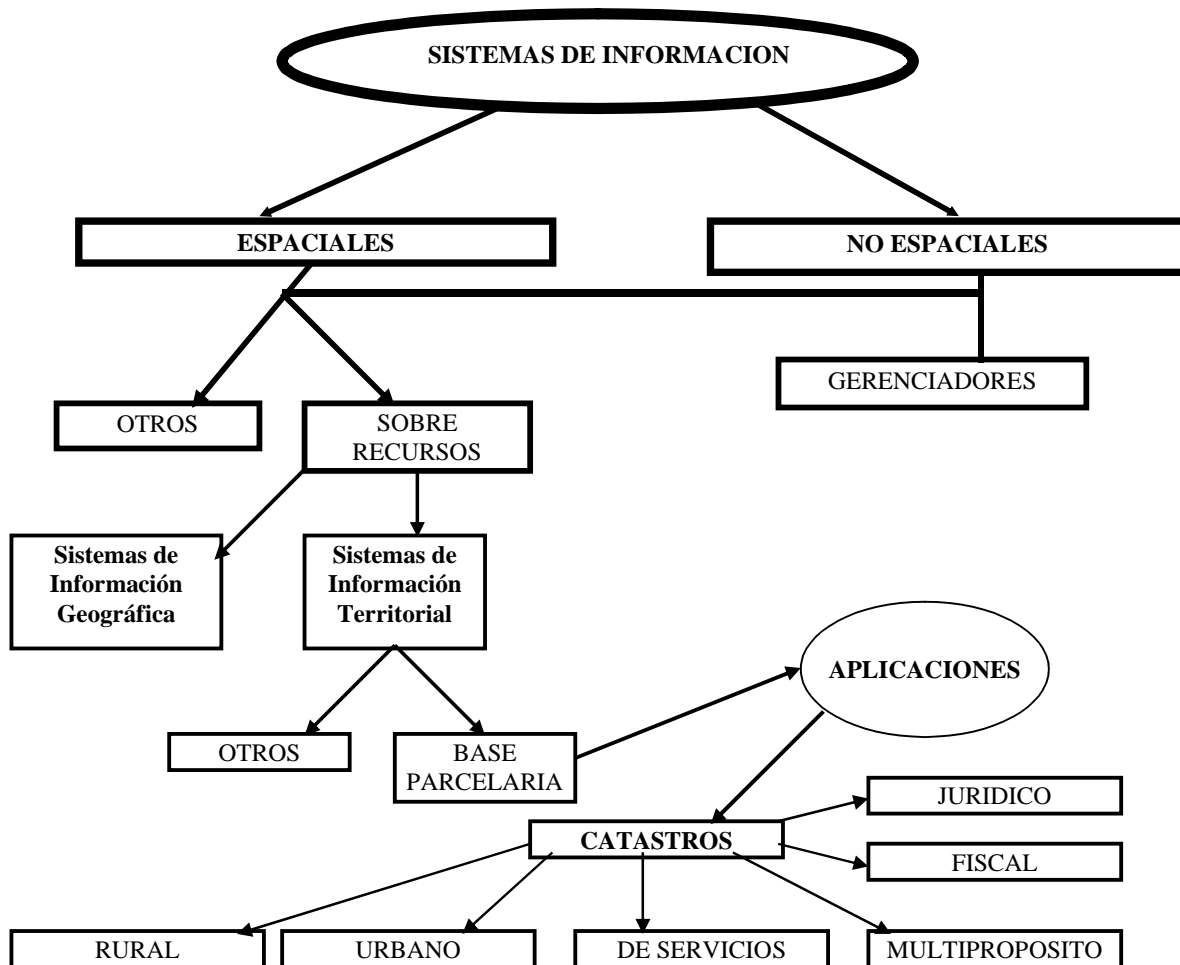 SISTEMAS DE INFORMACION
ESPACIALES
NO ESPACIALES
GERENCIADORES
OTROS
SOBRE
RECURSOS
Sistemas de
Información
Geográfica
Sistemas de
Información
Territorial
APLICACIONES
OTROS
BASE
PARCELARIA
JURIDICO
CATASTROS
FISCAL
RURAL
URBANO
DE SERVICIOS
MULTIPROPOSITO